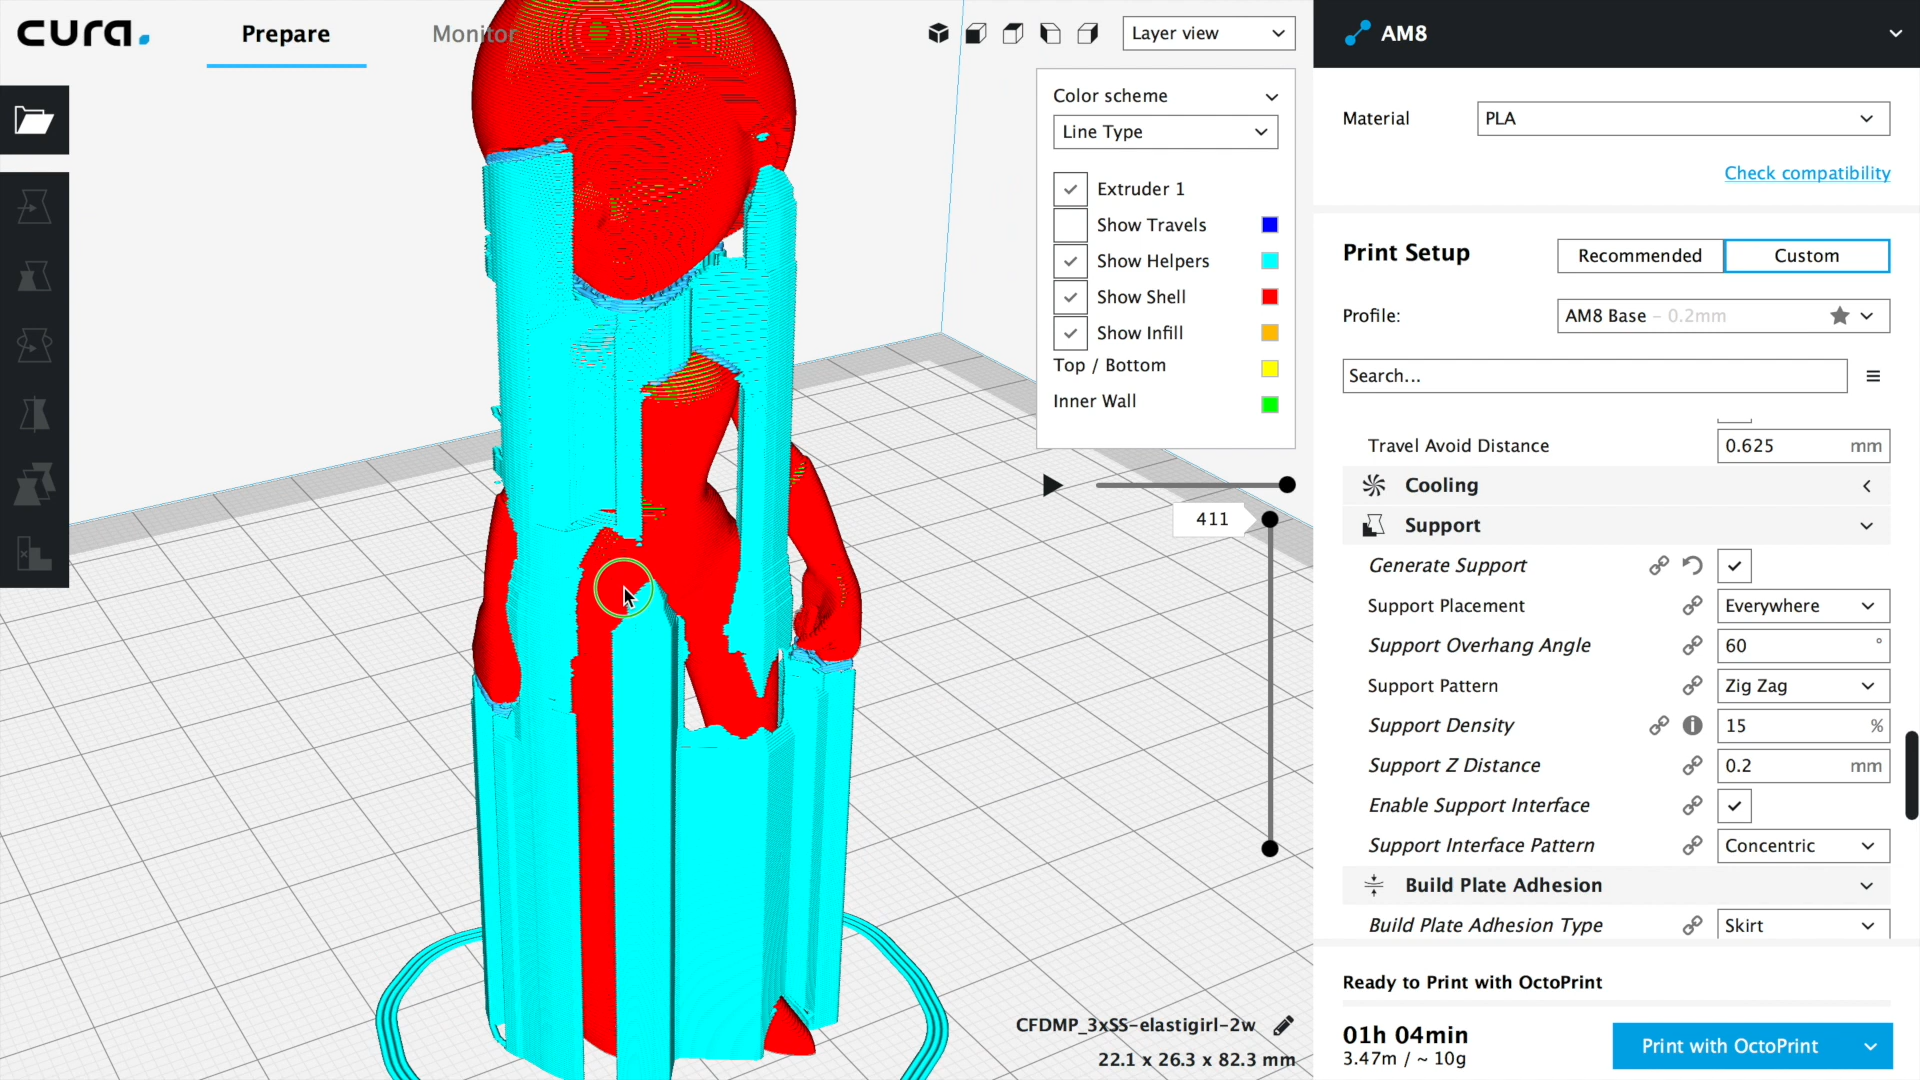 cura.
Prepare
Monitor
Layer view
AM8
Color scheme
Line Type
Extruder 1
Show Travels
Show Helpers
Show Shell
Show Infill
Top / Bottom
Inner Wall
411
Material
PLA
Check compatibility
Print Setup
Recommended
Custom
Profile:
AM8 Base – 0.2mm
Search...
Travel Avoid Distance
0.625 mm
Cooling
Support
Generate Support
Support Placement
Everywhere
Support Overhang Angle
60 °
Support Pattern
Zig Zag
Support Density
15 %
Support Z Distance
0.2 mm
Enable Support Interface
Support Interface Pattern
Concentric
Build Plate Adhesion
Build Plate Adhesion Type
Skirt
Ready to Print with OctoPrint
CFDMP_3xSS-elastigirl-2w
22.1 x 26.3 x 82.3 mm
01h 04min
3.47m / ~ 10g
Print with OctoPrint